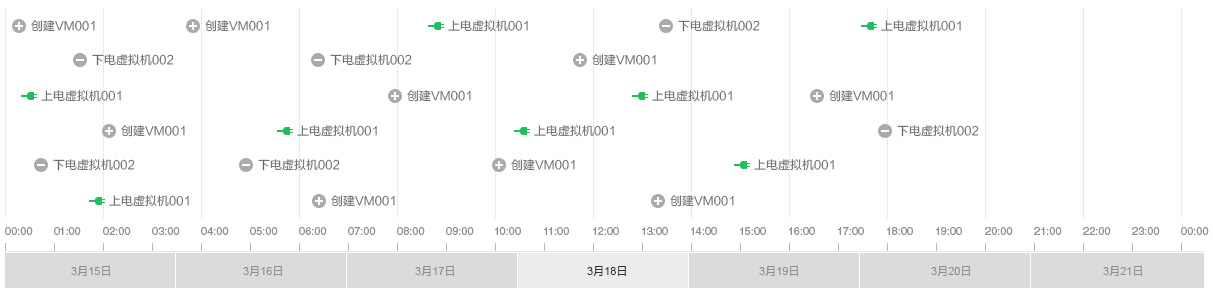 创建VM001 创建VM001 上电虚拟机001 下电虚拟机002 上电虚拟机001
下电虚拟机002 下电虚拟机002 创建VM001
上电虚拟机001 创建VM001 上电虚拟机001 创建VM001
创建VM001 上电虚拟机001 上电虚拟机001 下电虚拟机002
下电虚拟机002 下电虚拟机002 创建VM001 上电虚拟机001
上电虚拟机001 创建VM001 创建VM001
00:00 01:00 02:00 03:00 04:00 05:00 06:00 07:00 08:00 09:00 10:00 11:00 12:00 13:00 14:00 15:00 16:00 17:00 18:00 19:00 20:00 21:00 22:00 23:00 00:00
3月15日 3月16日 3月17日 3月18日 3月19日 3月20日 3月21日